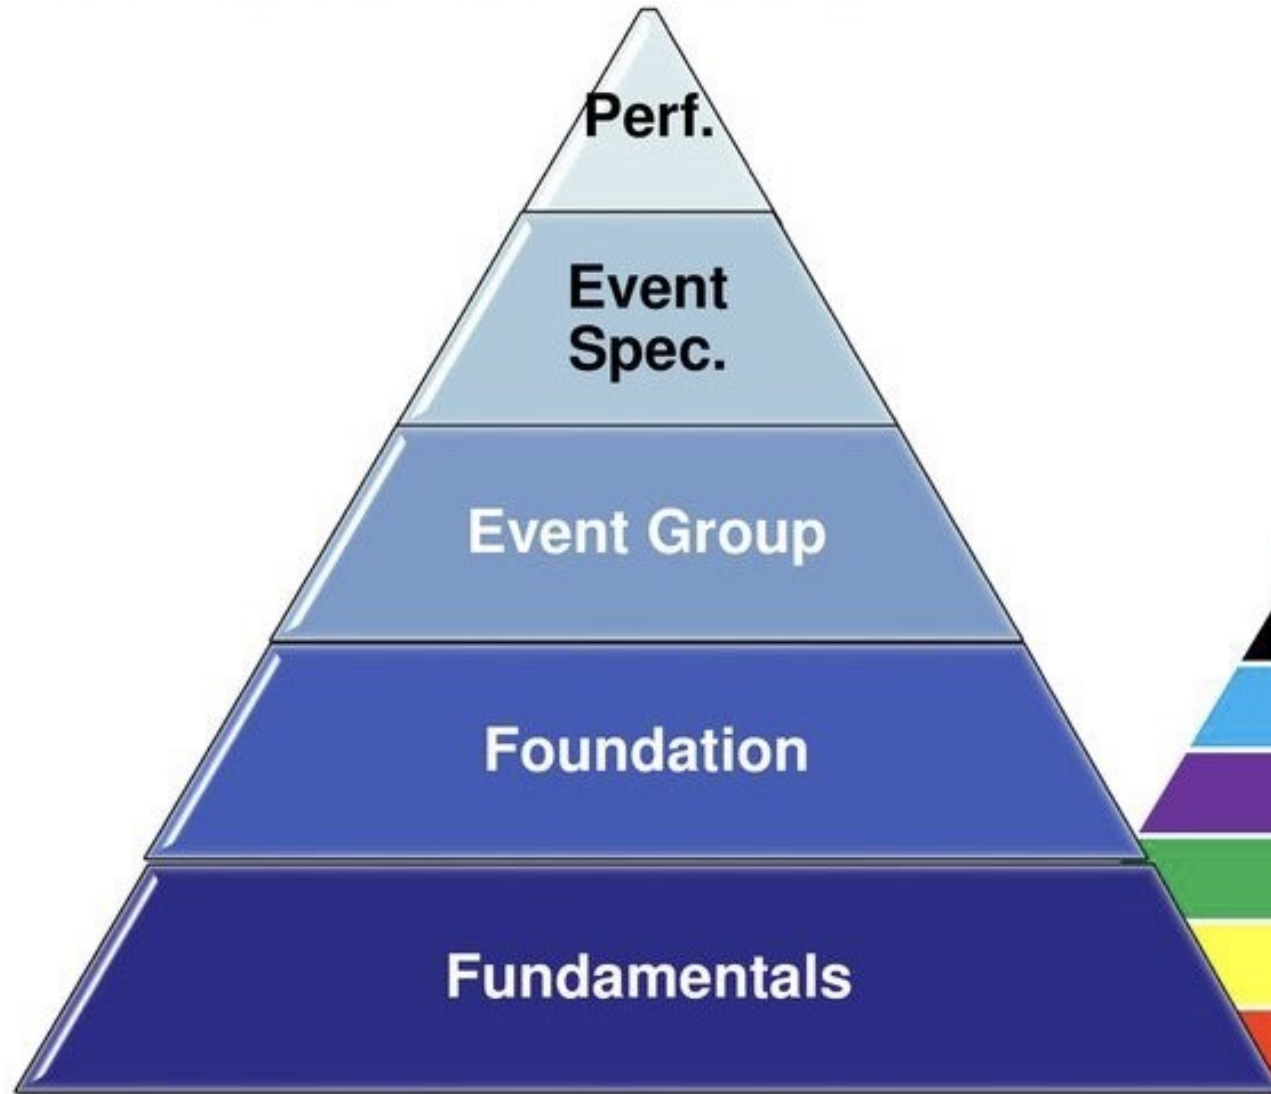 Perf.
Event
Spec.
Event Group
Foundation
Fundamentals